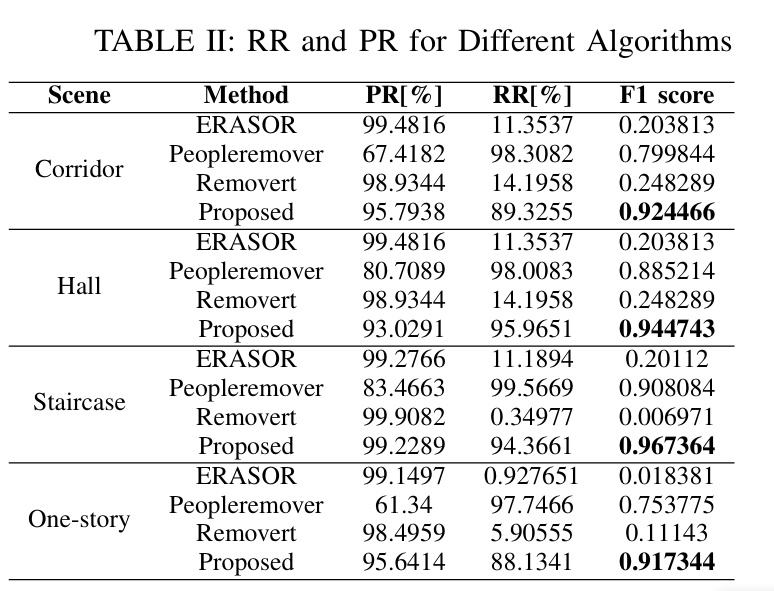 TABLE II: RR and PR for Different Algorithms
Scene Method PR[%] RR[%] F1 score
Corridor
ERASOR 99.4816 11.3537 0.203813
Peopleremover 67.4182 98.3082 0.799844
Removert 98.9344 14.1958 0.248289
Proposed 95.7938 89.3255 0.924466
Hall
ERASOR 99.4816 11.3537 0.203813
Peopleremover 80.7089 98.0083 0.885214
Removert 98.9344 14.1958 0.248289
Proposed 93.0291 95.9651 0.944743
Staircase
ERASOR 99.2766 11.1894 0.20112
Peopleremover 83.4663 99.5669 0.908084
Removert 99.9082 0.34977 0.006971
Proposed 99.2289 94.3661 0.967364
One-story
ERASOR 99.1497 0.927651 0.018381
Peopleremover 61.34 97.7466 0.753775
Removert 98.4959 5.90555 0.11143
Proposed 95.6414 88.1341 0.917344